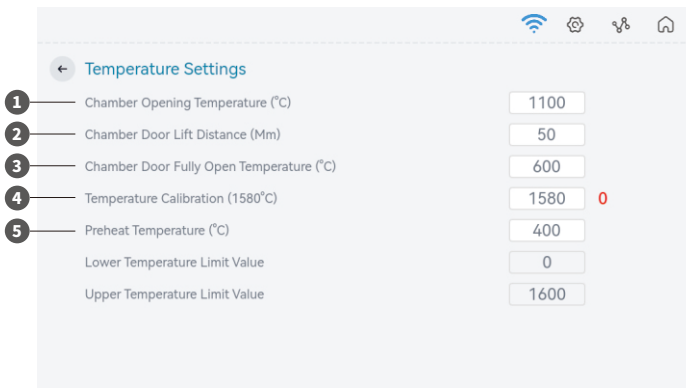 Temperature Settings
1 Chamber Opening Temperature (°C) 1100
2 Chamber Door Lift Distance (Mm) 50
3 Chamber Door Fully Open Temperature (°C) 600
4 Temperature Calibration (1580°C) 1580 0
5 Preheat Temperature (°C) 400
Lower Temperature Limit Value 0
Upper Temperature Limit Value 1600